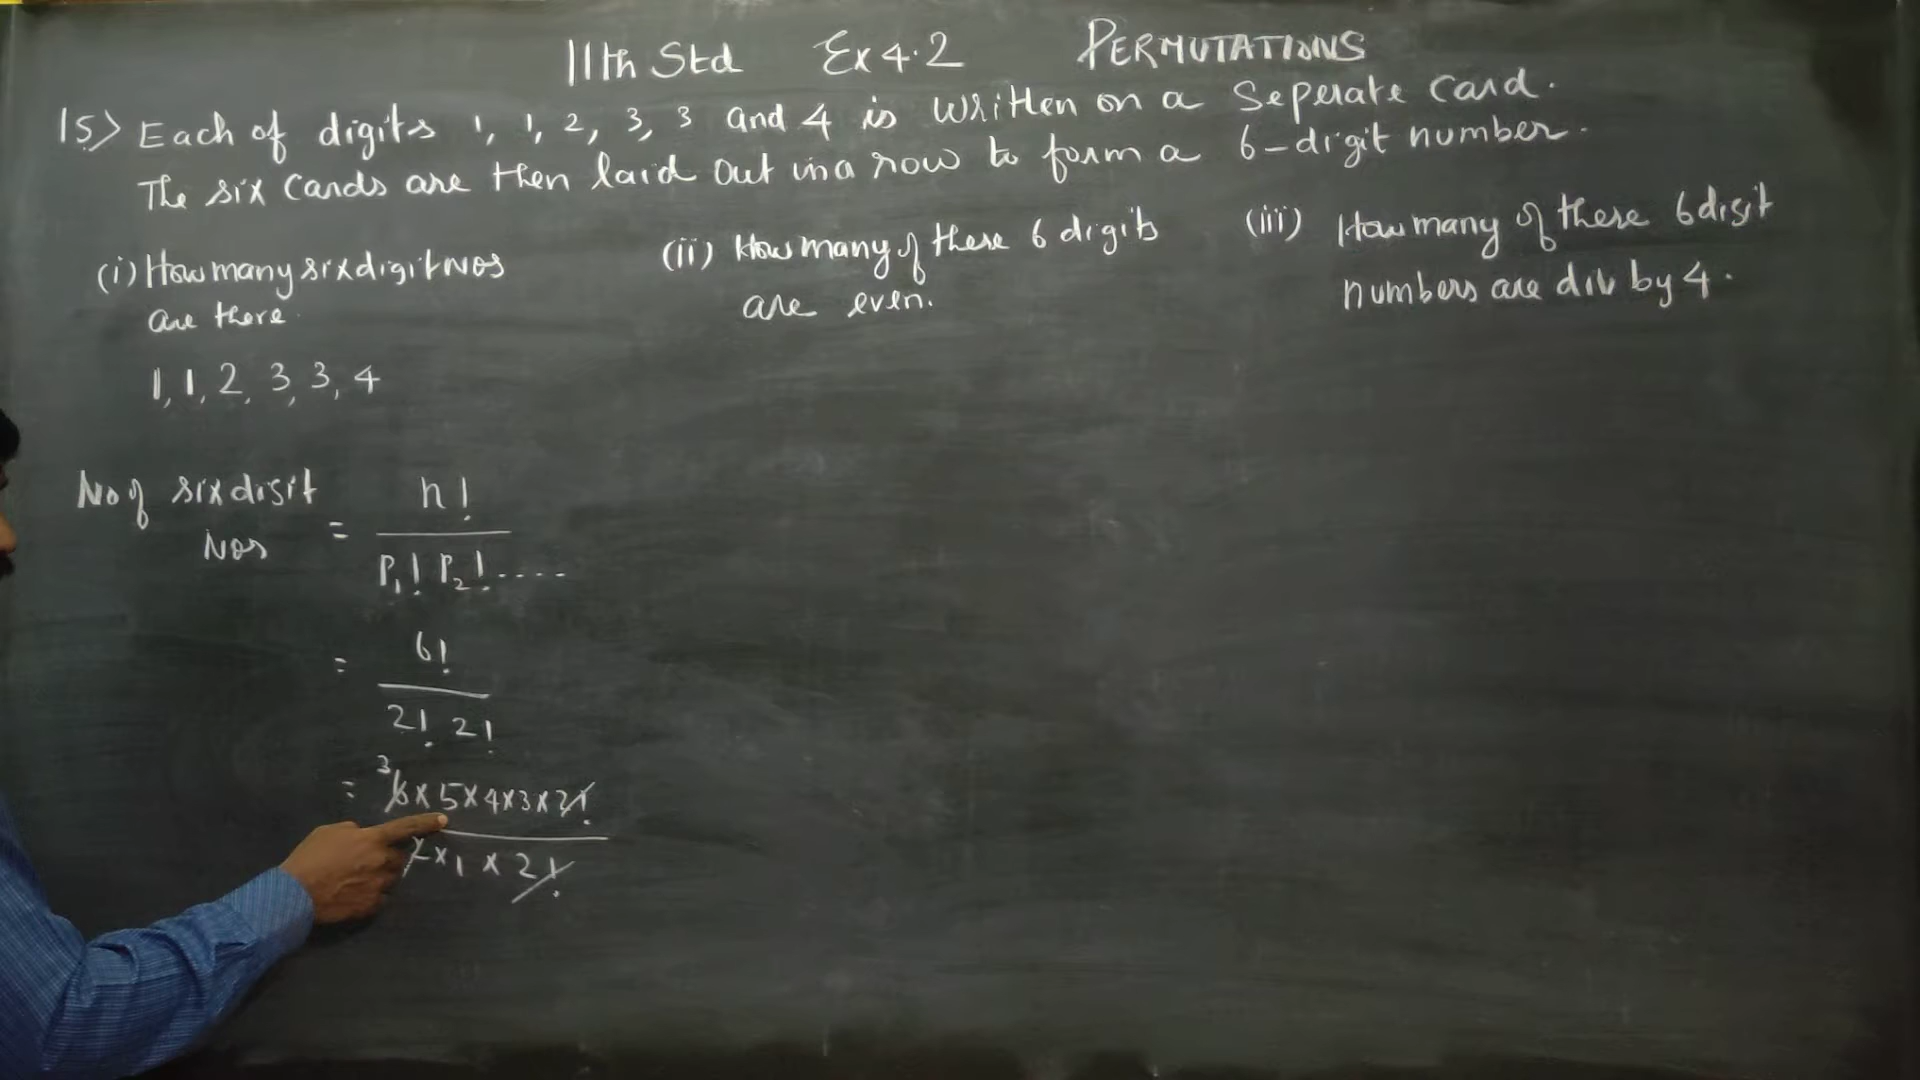 11th Std Ex 4.2 PERMUTATIONS
15) Each of digits 1, 1, 2, 3, 3 and 4 is written on a Seperate Card.
The six Cards are then laid out in a row to form a 6-digit number.
(i) How many six digit Nos
are there.
(ii) How many of these 6 digits
are even.
(iii) How many of these 6 digit
numbers are div by 4.
1, 1, 2, 3, 3, 4
No of six digit
Nos
= n!
P₁! P₂! ....
= 6!
2! 2!
= 3 6 x 5 x 4 x 3 x 2!
2 x 1 x 2!